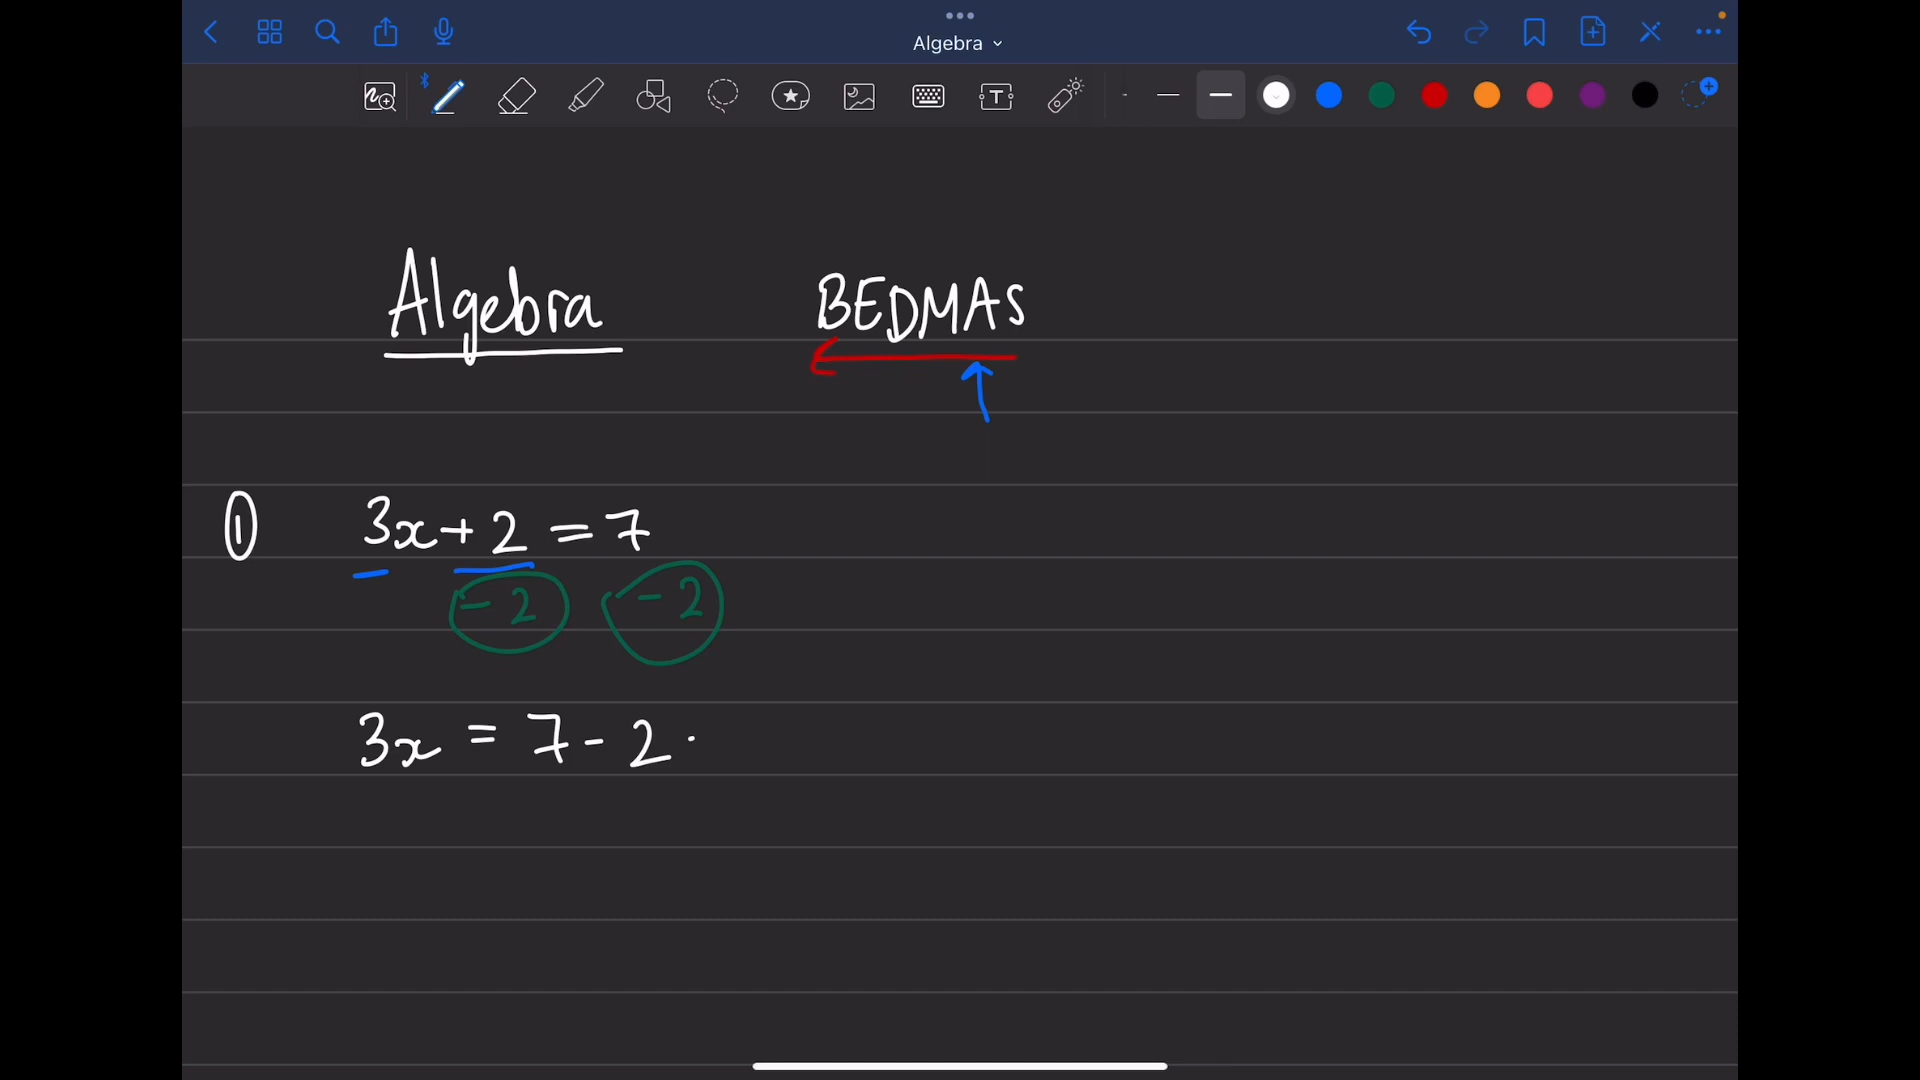 Algebra
Algebra BEDMAS
① 3x + 2 = 7
- 2 - 2
3x = 7 - 2